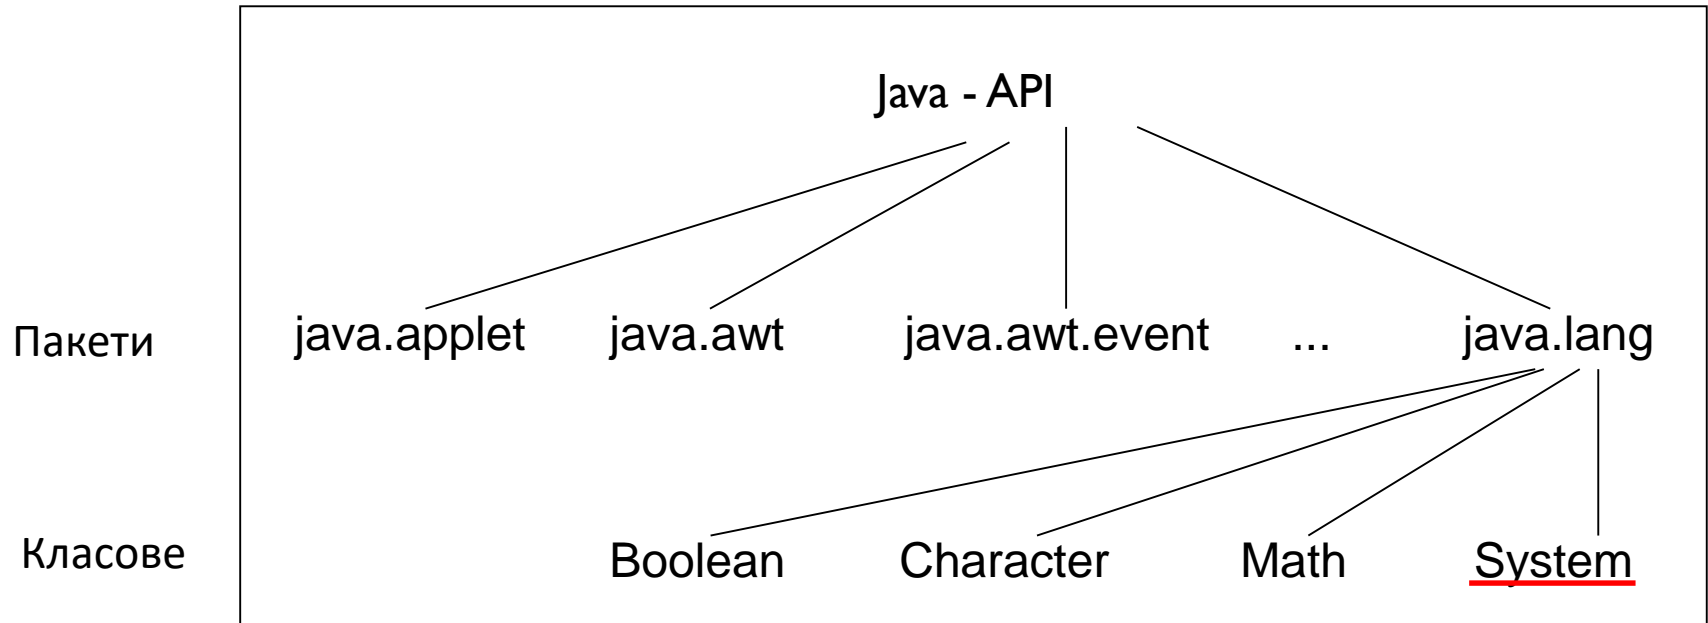 Java - API
Пакети java.applet java.awt java.awt.event ... java.lang
Класове Boolean Character Math System